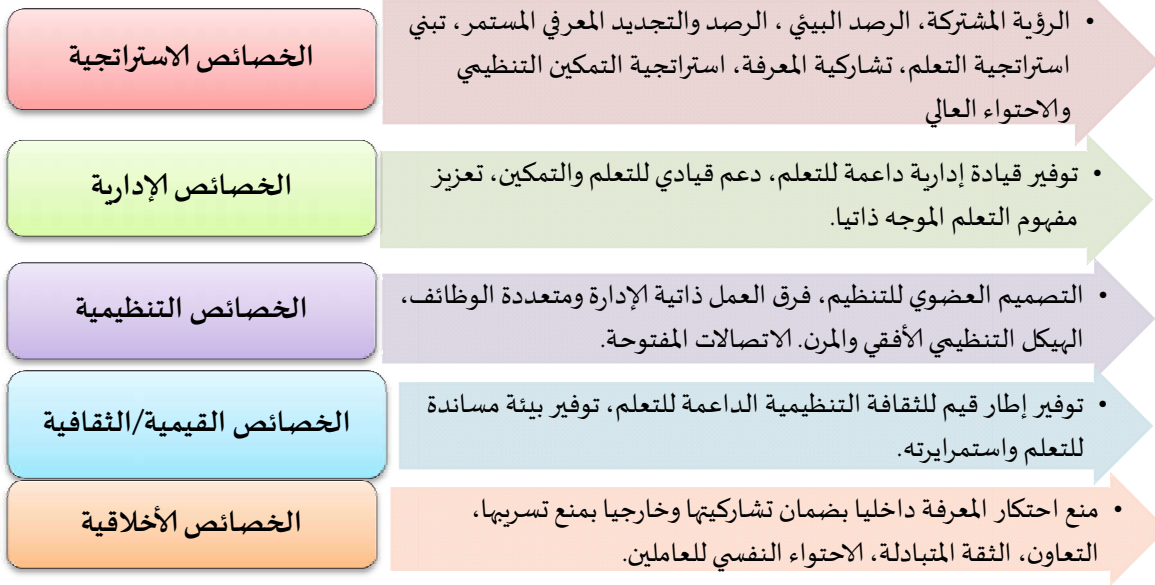 الخصائص الاستراتجية
• الرؤية المشتركة، الرصد البيئي ، الرصد والتجديد المعرفي المستمر، تبني
استراتجية التعلم، تشاركية المعرفة، استراتجية التمكين التنظيمي
والاحتواء العالي
الخصائص الإدارية
• توفير قيادة إدارية داعمة للتعلم، دعم قيادي للتعلم والتمكين، تعزيز
مفهوم التعلم الموجه ذاتيا.
الخصائص التنظيمية
• التصميم العضوي للتنظيم، فرق العمل ذاتية الإدارة ومتعددة الوظائف،
الهيكل التنظيمي الأفقي والمرن. الاتصالات المفتوحة.
الخصائص القيمية/الثقافية
• توفير إطار قيم للثقافة التنظيمية الداعمة للتعلم، توفير بيئة مساندة
للتعلم واستمرايرته.
الخصائص الأخلاقية
• منع احتكار المعرفة داخليا بضمان تشاركيتها وخارجيا بمنع تسريبها،
التعاون، الثقة المتبادلة، الاحتواء النفسي للعاملين.